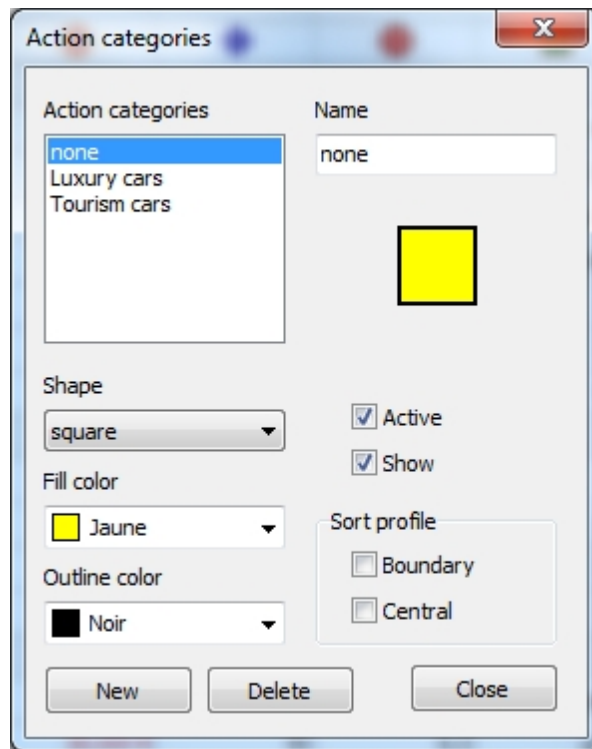 Action categories
Action categories
Name
none
Luxury cars
Tourism cars
none
Shape
square
Active
Show
Fill color
Jaune
Sort profile
Boundary
Central
Outline color
Noir
New
Delete
Close